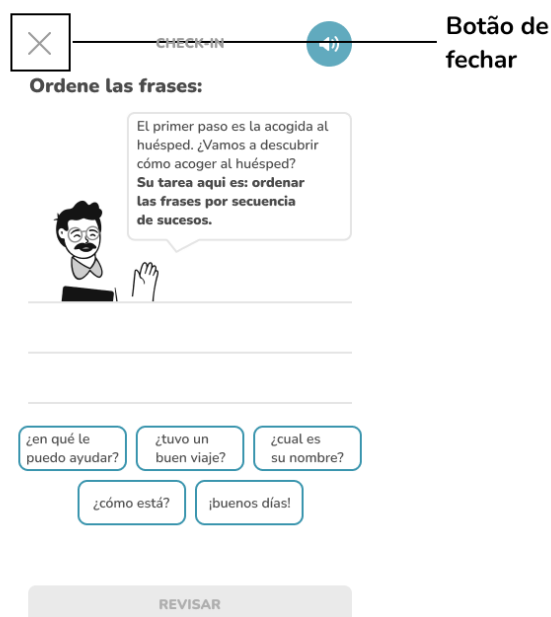 CHECK-IN
Botão de
fechar
Ordene las frases:
El primer paso es la acogida al
huésped. ¿Vamos a descubrir
cómo acoger al huésped?
Su tarea aqui es: ordenar
las frases por secuencia
de sucesos.
¿en qué le
puedo ayudar?
¿tuvo un
buen viaje?
¿cual es
su nombre?
¿cómo está?
¡buenos días!
REVISAR